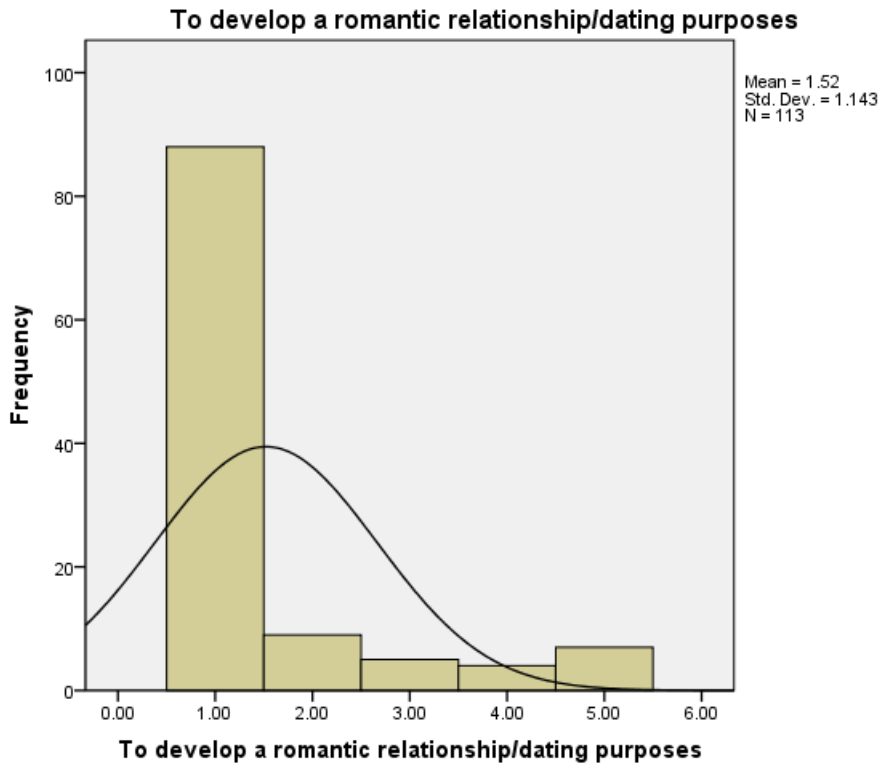 To develop a romantic relationship/dating purposes
Mean = 1.52
Std. Dev. = 1.143
N = 113
Frequency
100
80
60
40
20
0
0.00 1.00 2.00 3.00 4.00 5.00 6.00
To develop a romantic relationship/dating purposes